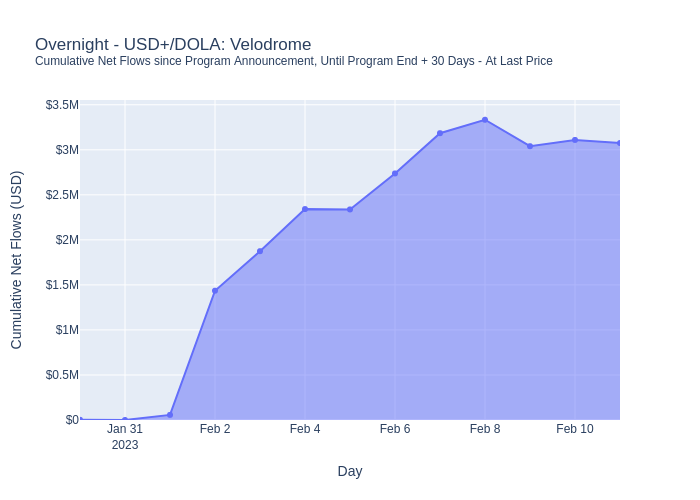 Overnight - USD+/DOLA: Velodrome
Cumulative Net Flows since Program Announcement, Until Program End + 30 Days - At Last Price
$3.5M
$3M
$2.5M
$2M
$1.5M
$1M
$0.5M
$0
Cumulative Net Flows (USD)
Jan 31
2023
Feb 2
Feb 4
Feb 6
Feb 8
Feb 10
Day